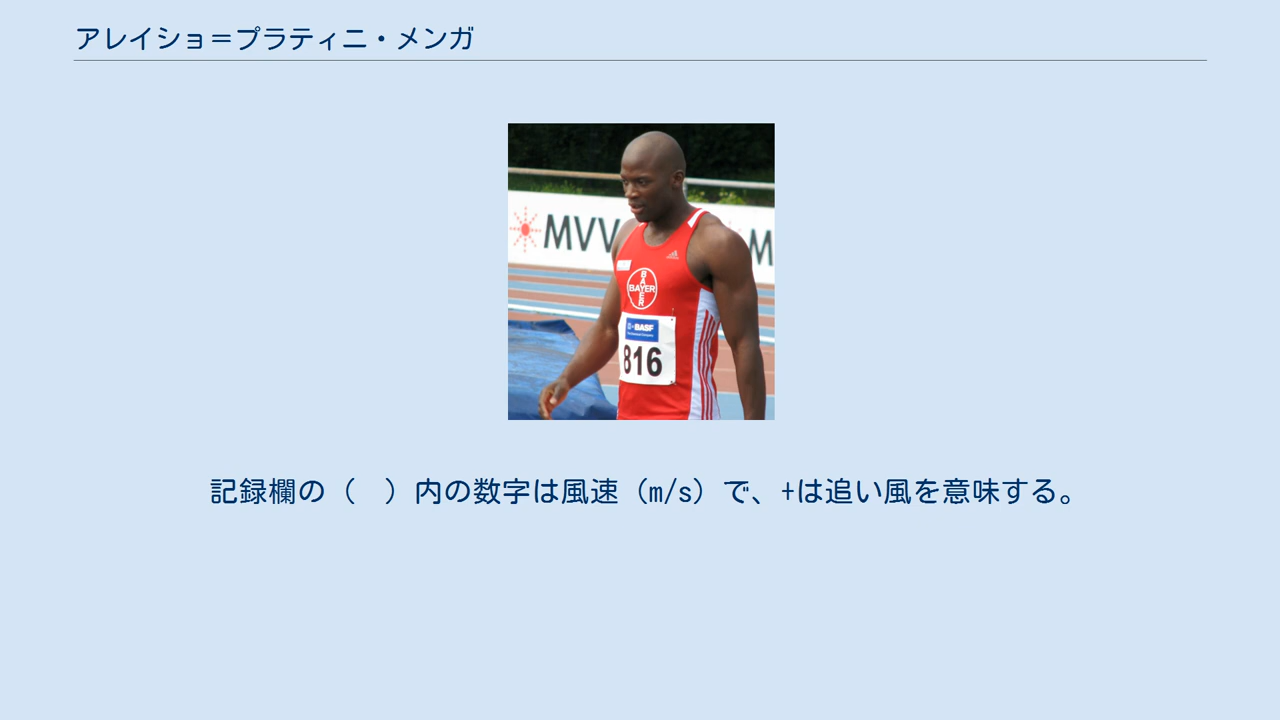 アレイショ＝プラティニ・メンガ
MVV
M
BAYER
BAYER
BASF
816
記録欄の（　）内の数字は風速（m/s）で、+は追い風を意味する。